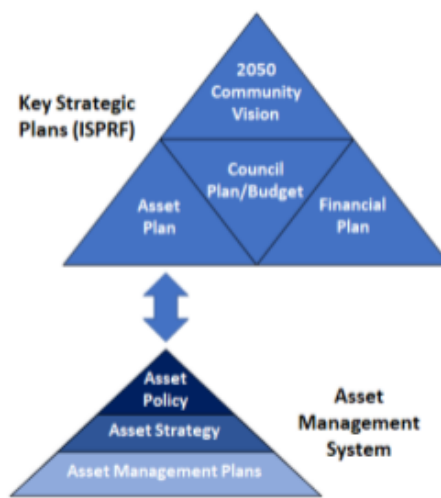 2050
Community
Vision
Key Strategic
Plans (ISPRF)
Council
Plan/Budget
Asset
Plan
Financial
Plan
Asset
Policy
Asset Strategy
Asset Management Plans
Asset
Management
System